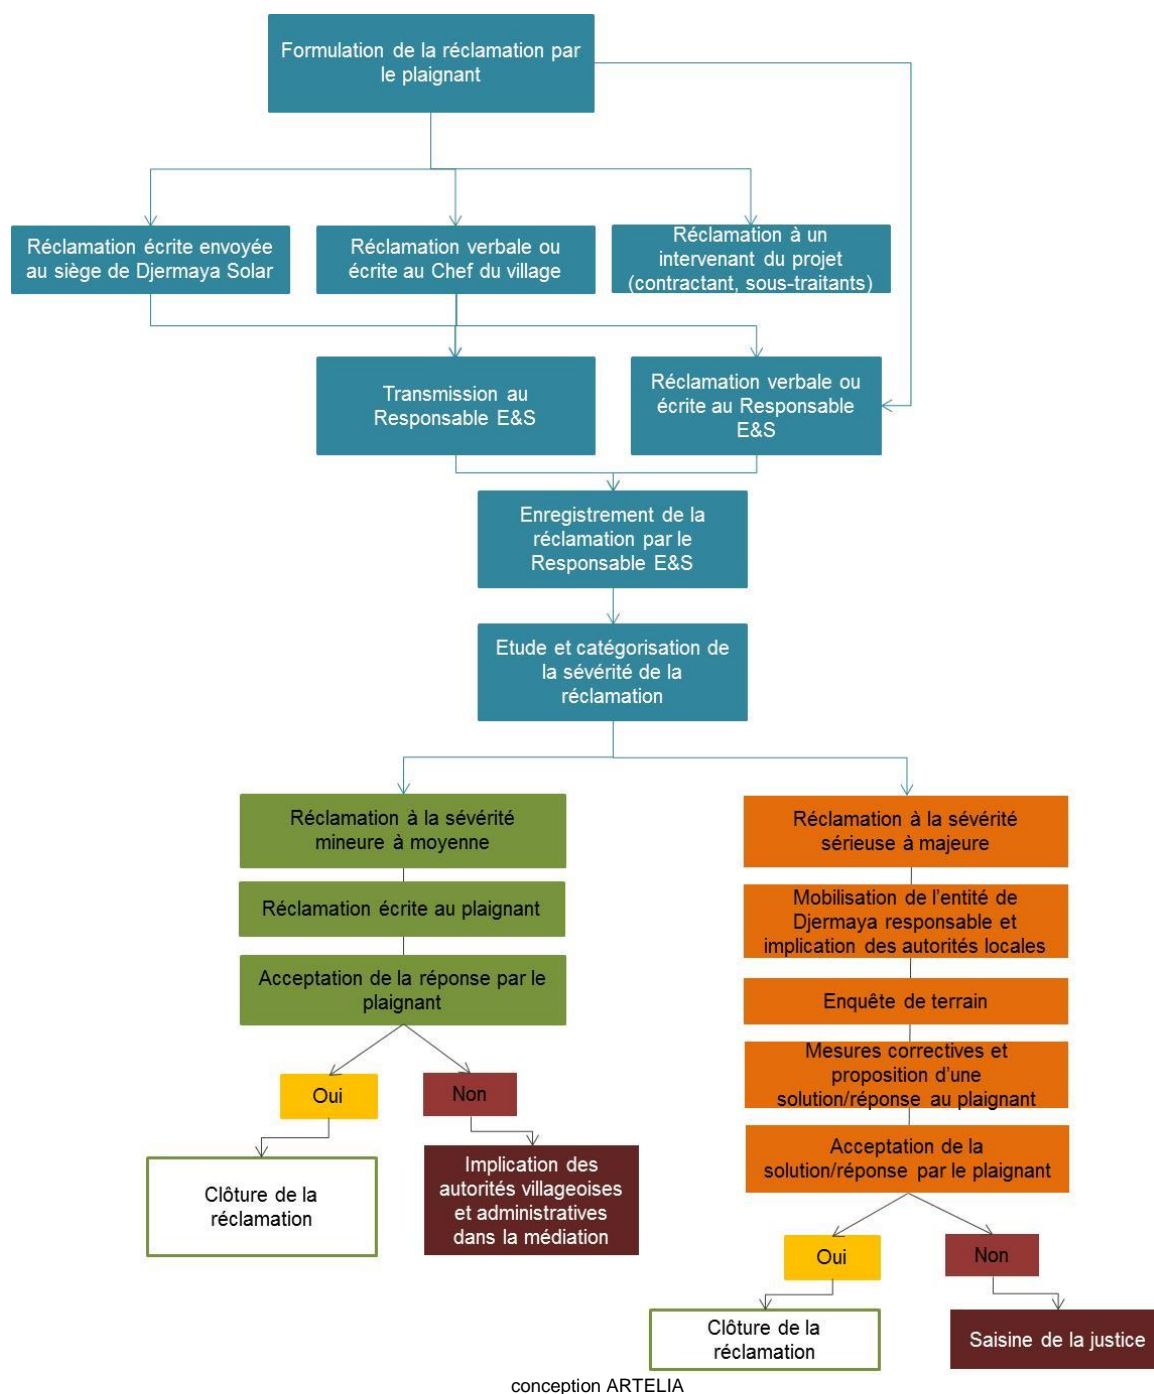 Formulation de la réclamation par
le plaignant
Réclamation écrite envoyée
au siège de Djermaya Solar
Réclamation verbale ou
écrite au Chef du village
Réclamation à un
intervenant du projet
(contractant, sous-traitants)
Transmission au
Responsable E&S
Réclamation verbale ou
écrite au Responsable
E&S
Enregistrement de la
réclamation par le
Responsable E&S
Etude et catégorisation de
la sévérité de la
réclamation
Réclamation à la sévérité
mineure à moyenne
Réclamation écrite au plaignant
Acceptation de la réponse par le
plaignant
Oui
Non
Clôture de la
réclamation
Implication des
autorités villageoises
et administratives
dans la médiation
Réclamation à la sévérité
sérieuse à majeure
Mobilisation de l'entité de
Djermaya responsable et
implication des autorités locales
Enquête de terrain
Mesures correctives et
proposition d'une
solution/réponse au plaignant
Acceptation de la
solution/réponse par le plaignant
Oui
Non
Clôture de la
réclamation
Saisine de la justice
conception ARTELIA